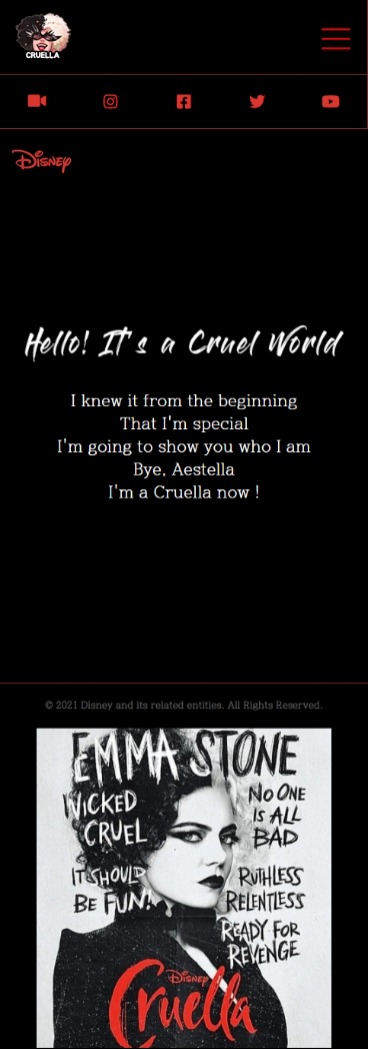 CRUELLA
Disney
Hello! It's a Cruel World
I knew it from the beginning
That I'm special
I'm going to show you who I am
Bye, Aestella
I'm a Cruella now !
© 2021 Disney and its related entities. All Rights Reserved.
EMMA STONE
WICKED
CRUEL
NO ONE
IS ALL
BAD
IT SHOULD
BE FUN!
RUTHLESS
RELENTLESS
READY FOR
REVENGE
Disney
Cruella